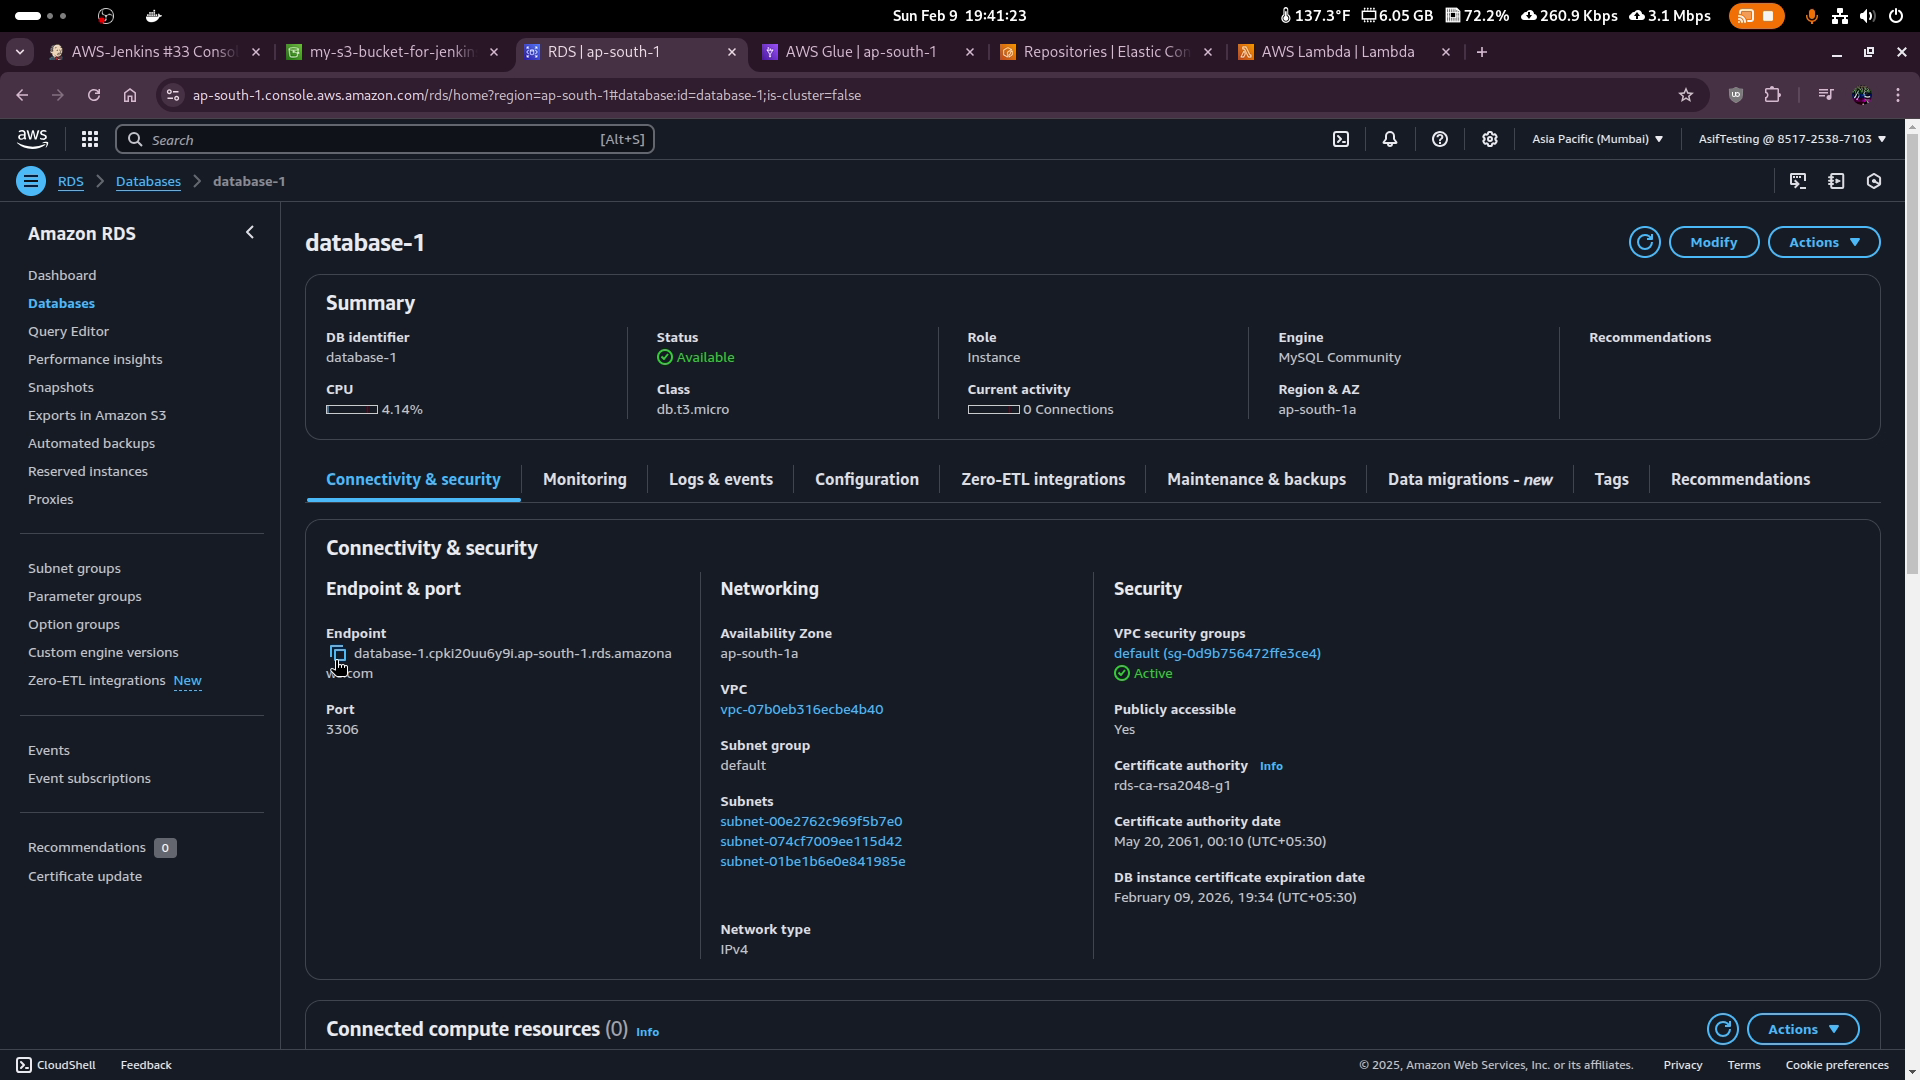 Sun Feb 9 19:41:23
137.3°F 6.05 GB 72.2% 260.9 Kbps 3.1 Mbps
AWS-Jenkins #33 Conso
my-s3-bucket-for-jenkin
RDS | ap-south-1
AWS Glue | ap-south-1
Repositories | Elastic Con
AWS Lambda | Lambda
ap-south-1.console.aws.amazon.com/rds/home?region=ap-south-1#database:id=database-1;is-cluster=false
aws
Search [Alt+S]
Asia Pacific (Mumbai)
AsifTesting @ 8517-2538-7103
RDS > Databases > database-1
Amazon RDS
Dashboard
Databases
Query Editor
Performance insights
Snapshots
Exports in Amazon S3
Automated backups
Reserved instances
Proxies
Subnet groups
Parameter groups
Option groups
Custom engine versions
Zero-ETL integrations New
Events
Event subscriptions
Recommendations 0
Certificate update
database-1
Modify
Actions
Summary
DB identifier
database-1
Status
Available
Role
Instance
Engine
MySQL Community
Recommendations
CPU
4.14%
Class
db.t3.micro
Current activity
0 Connections
Region & AZ
ap-south-1a
Connectivity & security
Monitoring
Logs & events
Configuration
Zero-ETL integrations
Maintenance & backups
Data migrations - new
Tags
Recommendations
Connectivity & security
Endpoint & port
Endpoint
database-1.cpki20uu6y9i.ap-south-1.rds.amazona
com
Port
3306
Networking
Availability Zone
ap-south-1a
VPC
vpc-07b0eb316ecbe4b40
Subnet group
default
Subnets
subnet-00e2762c969f5b7e0
subnet-074cf7009ee115d42
subnet-01be1b6e0e841985e
Network type
IPv4
Security
VPC security groups
default (sg-0d9b756472ffe3ce4)
Active
Publicly accessible
Yes
Certificate authority Info
rds-ca-rsa2048-g1
Certificate authority date
May 20, 2061, 00:10 (UTC+05:30)
DB instance certificate expiration date
February 09, 2026, 19:34 (UTC+05:30)
Connected compute resources (0) Info
Actions
CloudShell
Feedback
© 2025, Amazon Web Services, Inc. or its affiliates.
Privacy
Terms
Cookie preferences